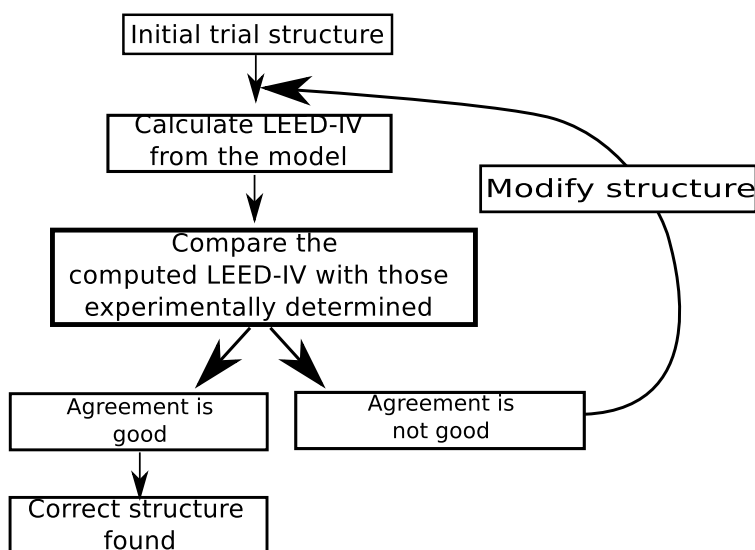 Initial trial structure
Calculate LEED-IV
from the model
Modify structure
Compare the
computed LEED-IV with those
experimentally determined
Agreement is
good
Agreement is
not good
Correct structure
found